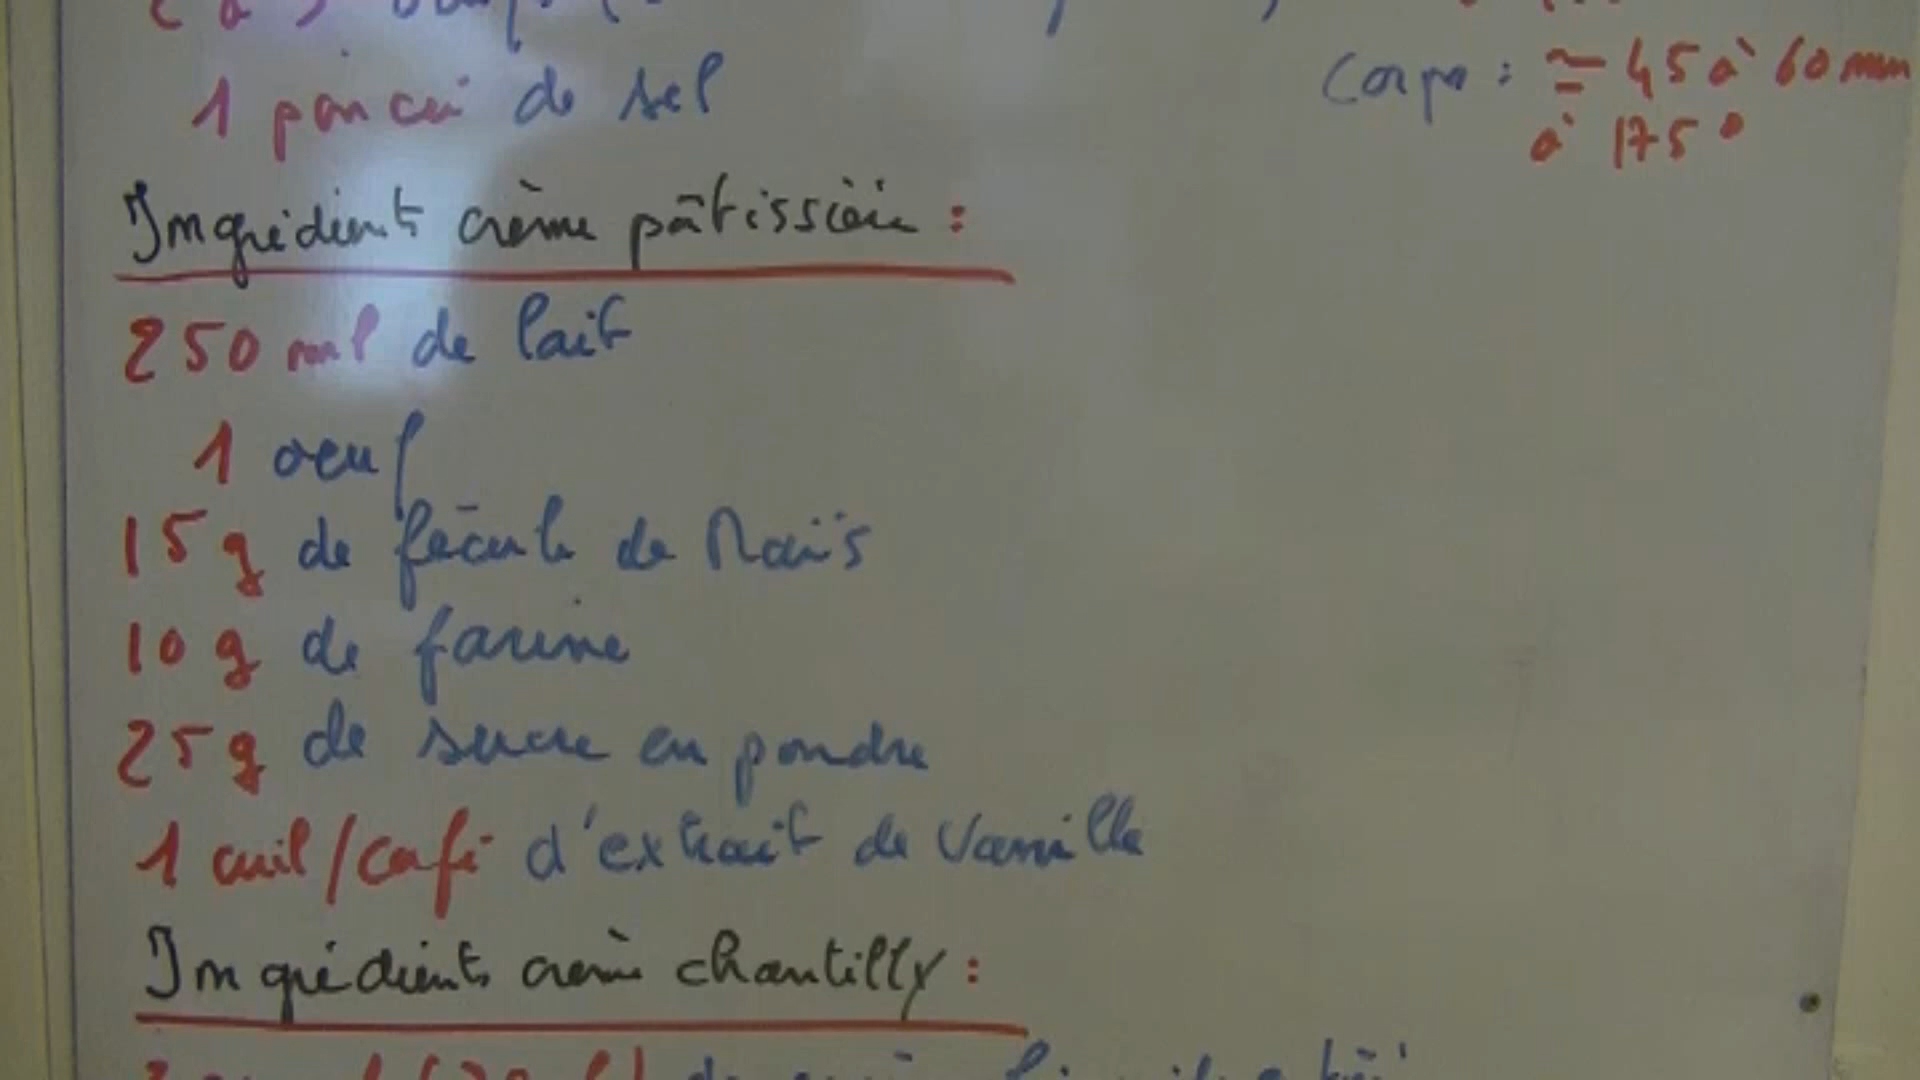 1 pincée de sel
Corps : ≈ 45 à 60 mm
à 175°
Ingrédients crème pâtissière :
250 ml de lait
1 oeuf
15 g de fécule de Maïs
10 g de farine
25 g de sucre en poudre
1 cuil/café d'extrait de Vanille
Ingrédients crème chantilly :